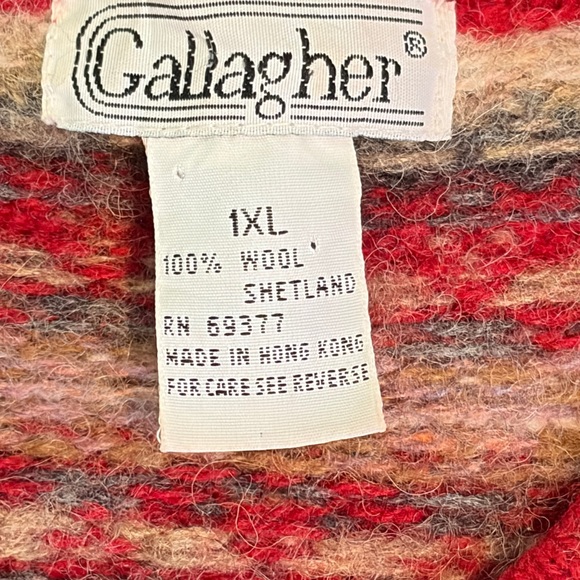 Gallagher®
1XL
100% WOOL
SHETLAND
RN 69377
MADE IN HONG KONG
FOR CARE SEE REVERSE